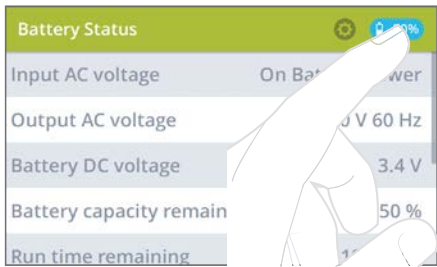 Battery Status
Input AC voltage On
Output AC voltage V 60 Hz
Battery DC voltage 3.4 V
Battery capacity remain 50 %
Run time remaining